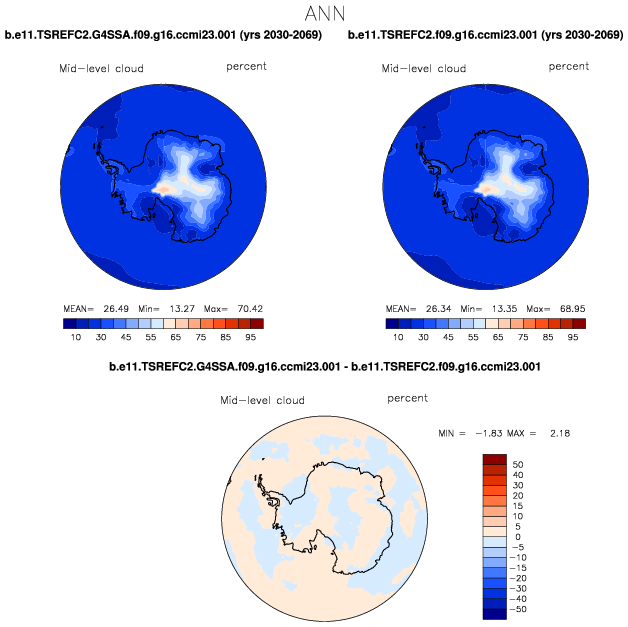 ANN
b.e11.TSREFC2.G4SSA.f09.g16.ccmi23.001 (yrs 2030-2069)
b.e11.TSREFC2.f09.g16.ccmi23.001 (yrs 2030-2069)
Mid-level cloud percent
Mid-level cloud percent
MEAN= 26.49 Min= 13.27 Max= 70.42
MEAN= 26.34 Min= 13.35 Max= 68.95
10 30 45 55 65 75 85 95
10 30 45 55 65 75 85 95
b.e11.TSREFC2.G4SSA.f09.g16.ccmi23.001 - b.e11.TSREFC2.f09.g16.ccmi23.001
Mid-level cloud percent
MIN = -1.83 MAX = 2.18
50
40
30
20
15
10
5
0
-5
-10
-15
-20
-30
-40
-50